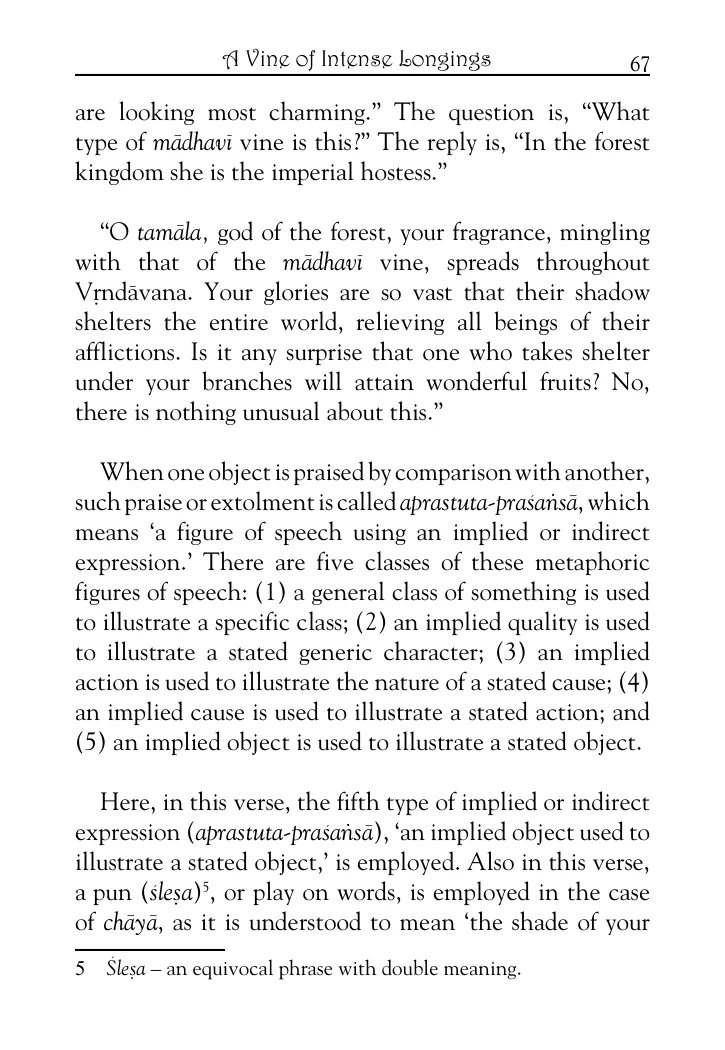 A Vine of Intense Longings 67
are looking most charming.” The question is, “What
type of mādhavī vine is this?” The reply is, “In the forest
kingdom she is the imperial hostess.”
“O tamāla, god of the forest, your fragrance, mingling
with that of the mādhavī vine, spreads throughout
Vṛndāvana. Your glories are so vast that their shadow
shelters the entire world, relieving all beings of their
afflictions. Is it any surprise that one who takes shelter
under your branches will attain wonderful fruits? No,
there is nothing unusual about this.”
When one object is praised by comparison with another,
such praise or extolment is called aprastuta-praśaṁsā, which
means ‘a figure of speech using an implied or indirect
expression.’ There are five classes of these metaphoric
figures of speech: (1) a general class of something is used
to illustrate a specific class; (2) an implied quality is used
to illustrate a stated generic character; (3) an implied
action is used to illustrate the nature of a stated cause; (4)
an implied cause is used to illustrate a stated action; and
(5) an implied object is used to illustrate a stated object.
Here, in this verse, the fifth type of implied or indirect
expression (aprastuta-praśaṁsā), ‘an implied object used to
illustrate a stated object,’ is employed. Also in this verse,
a pun (śleṣa)5, or play on words, is employed in the case
of chāyā, as it is understood to mean ‘the shade of your
5 Śleṣa – an equivocal phrase with double meaning.